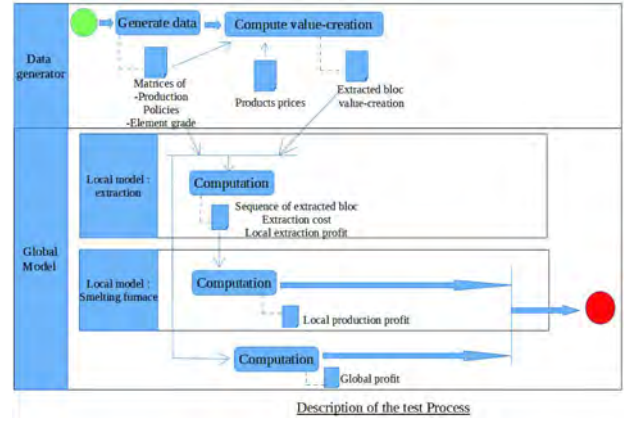 Generate data
Compute value-creation
Data
generator
Matrices of
-Production
Policies
-Element grade
Products prices
Extracted bloc
value-creation
Global
Model
Local model :
extraction
Computation
Sequence of extracted bloc
Extraction cost
Local extraction profit
Local model :
Smelting furnace
Computation
Local production profit
Computation
Global profit
Description of the test Process